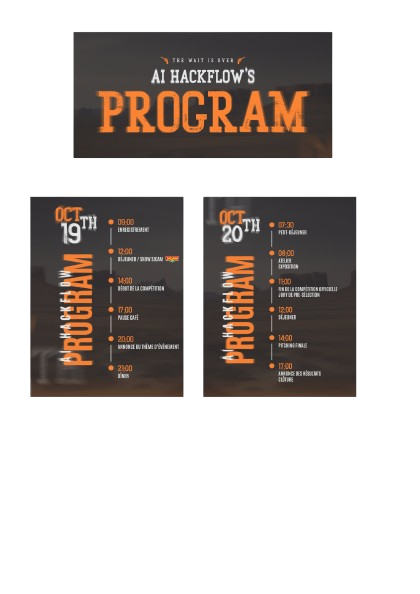 THE WAIT IS OVER
AI HACKFLOW'S
PROGRAM
OCT
19TH
AI HACKFLOW
PROGRAM
09:00
ENREGISTREMENT
12:00
DÉJEUNER / SHOW SIGAM
14:00
DÉBUT DE LA COMPÉTITION
17:00
PAUSE CAFÉ
20:00
ANNONCE DU THÈME D'ÉVÉNEMENT
21:00
DÎNER
OCT
20TH
AI HACKFLOW
PROGRAM
07:30
PETIT-DÉJEUNER
08:00
ATELIER
EXPOSITION
11:00
FIN DE LA COMPÉTITION OFFICIELLE
JURY DE PRÉ-SÉLECTION
12:00
DÉJEUNER
14:00
PITCHING FINALE
17:00
ANNONCE DES RÉSULTATS
CLÔTURE